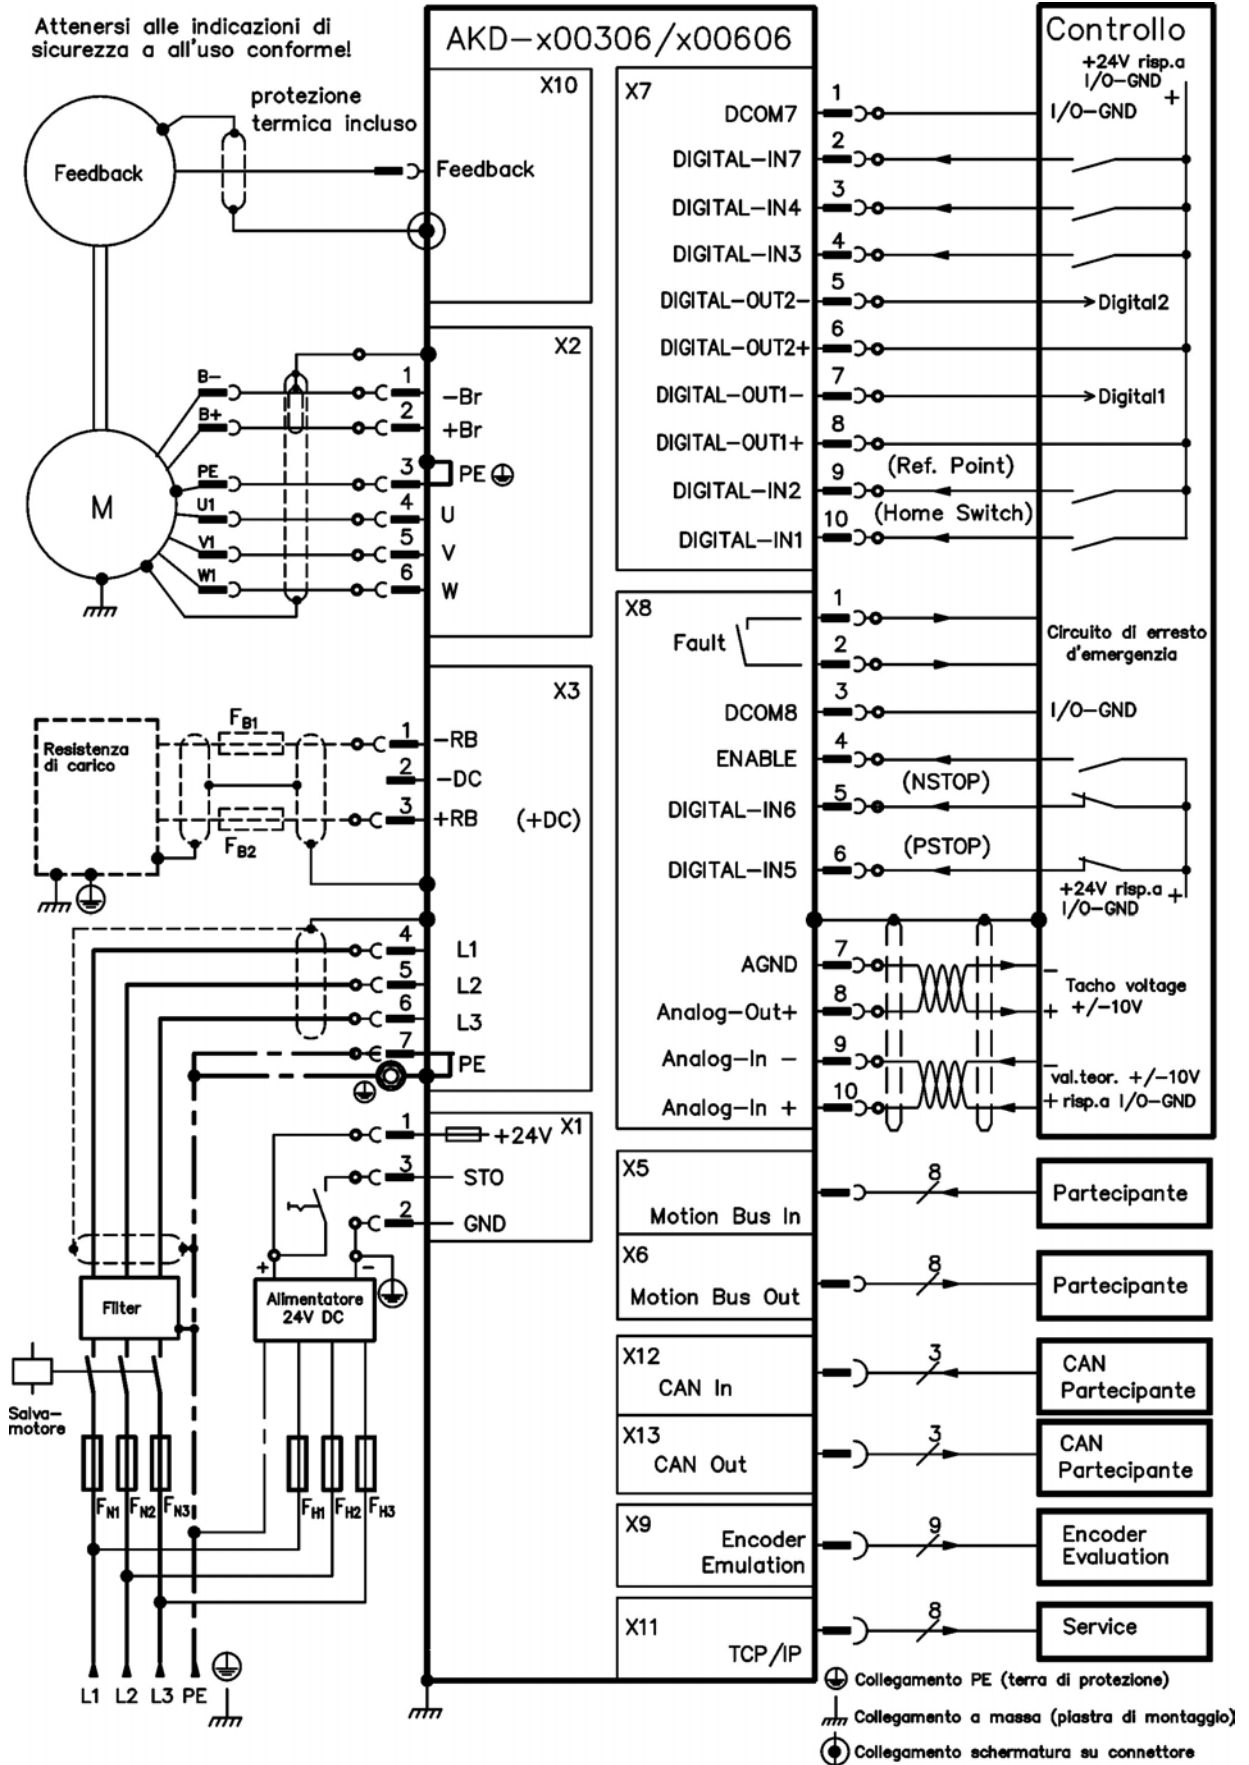 Attenersi alle indicazioni di
sicurezza a all'uso conforme!
AKD-x00306/x00606
Controllo
+24V risp.a
I/O-GND
+
X10
protezione
termica incluso
Feedback
Feedback
X7
DCOM7
1
I/O-GND
DIGITAL-IN7
2
DIGITAL-IN4
3
DIGITAL-IN3
4
DIGITAL-OUT2-
5
Digital2
DIGITAL-OUT2+
6
DIGITAL-OUT1-
7
Digital1
DIGITAL-OUT1+
8
DIGITAL-IN2
9
(Ref. Point)
DIGITAL-IN1
10
(Home Switch)
X2
B-
1
-Br
B+
2
+Br
PE
3
PE
M
U1
4
U
V1
5
V
W1
6
W
X8
Fault
1
2
Circuito di erresto
d'emergenzia
DCOM8
3
I/O-GND
ENABLE
4
DIGITAL-IN6
5
(NSTOP)
DIGITAL-IN5
6
(PSTOP)
+24V risp.a
I/O-GND
+
AGND
7
-
Analog-Out+
8
+
Tacho voltage
+/-10V
Analog-In -
9
-
Analog-In +
10
val.teor. +/-10V
+ risp.a I/O-GND
X3
Resistenza
di carico
FB1
1
-RB
2
-DC
FB2
3
+RB
(+DC)
4
L1
5
L2
6
L3
7
PE
X1
1
+24V
3
STO
2
GND
+
-
Filter
Alimentatore
24V DC
Salva-
motore
FN1
FN2
FN3
FH1
FH2
FH3
L1
L2
L3
PE
X5
Motion Bus In
8
Partecipante
X6
Motion Bus Out
8
Partecipante
X12
CAN In
3
CAN
Partecipante
X13
CAN Out
3
CAN
Partecipante
X9
Encoder
Emulation
9
Encoder
Evaluation
X11
TCP/IP
8
Service
Collegamento PE (terra di protezione)
Collegamento a massa (piastra di montaggio)
Collegamento schermatura su connettore